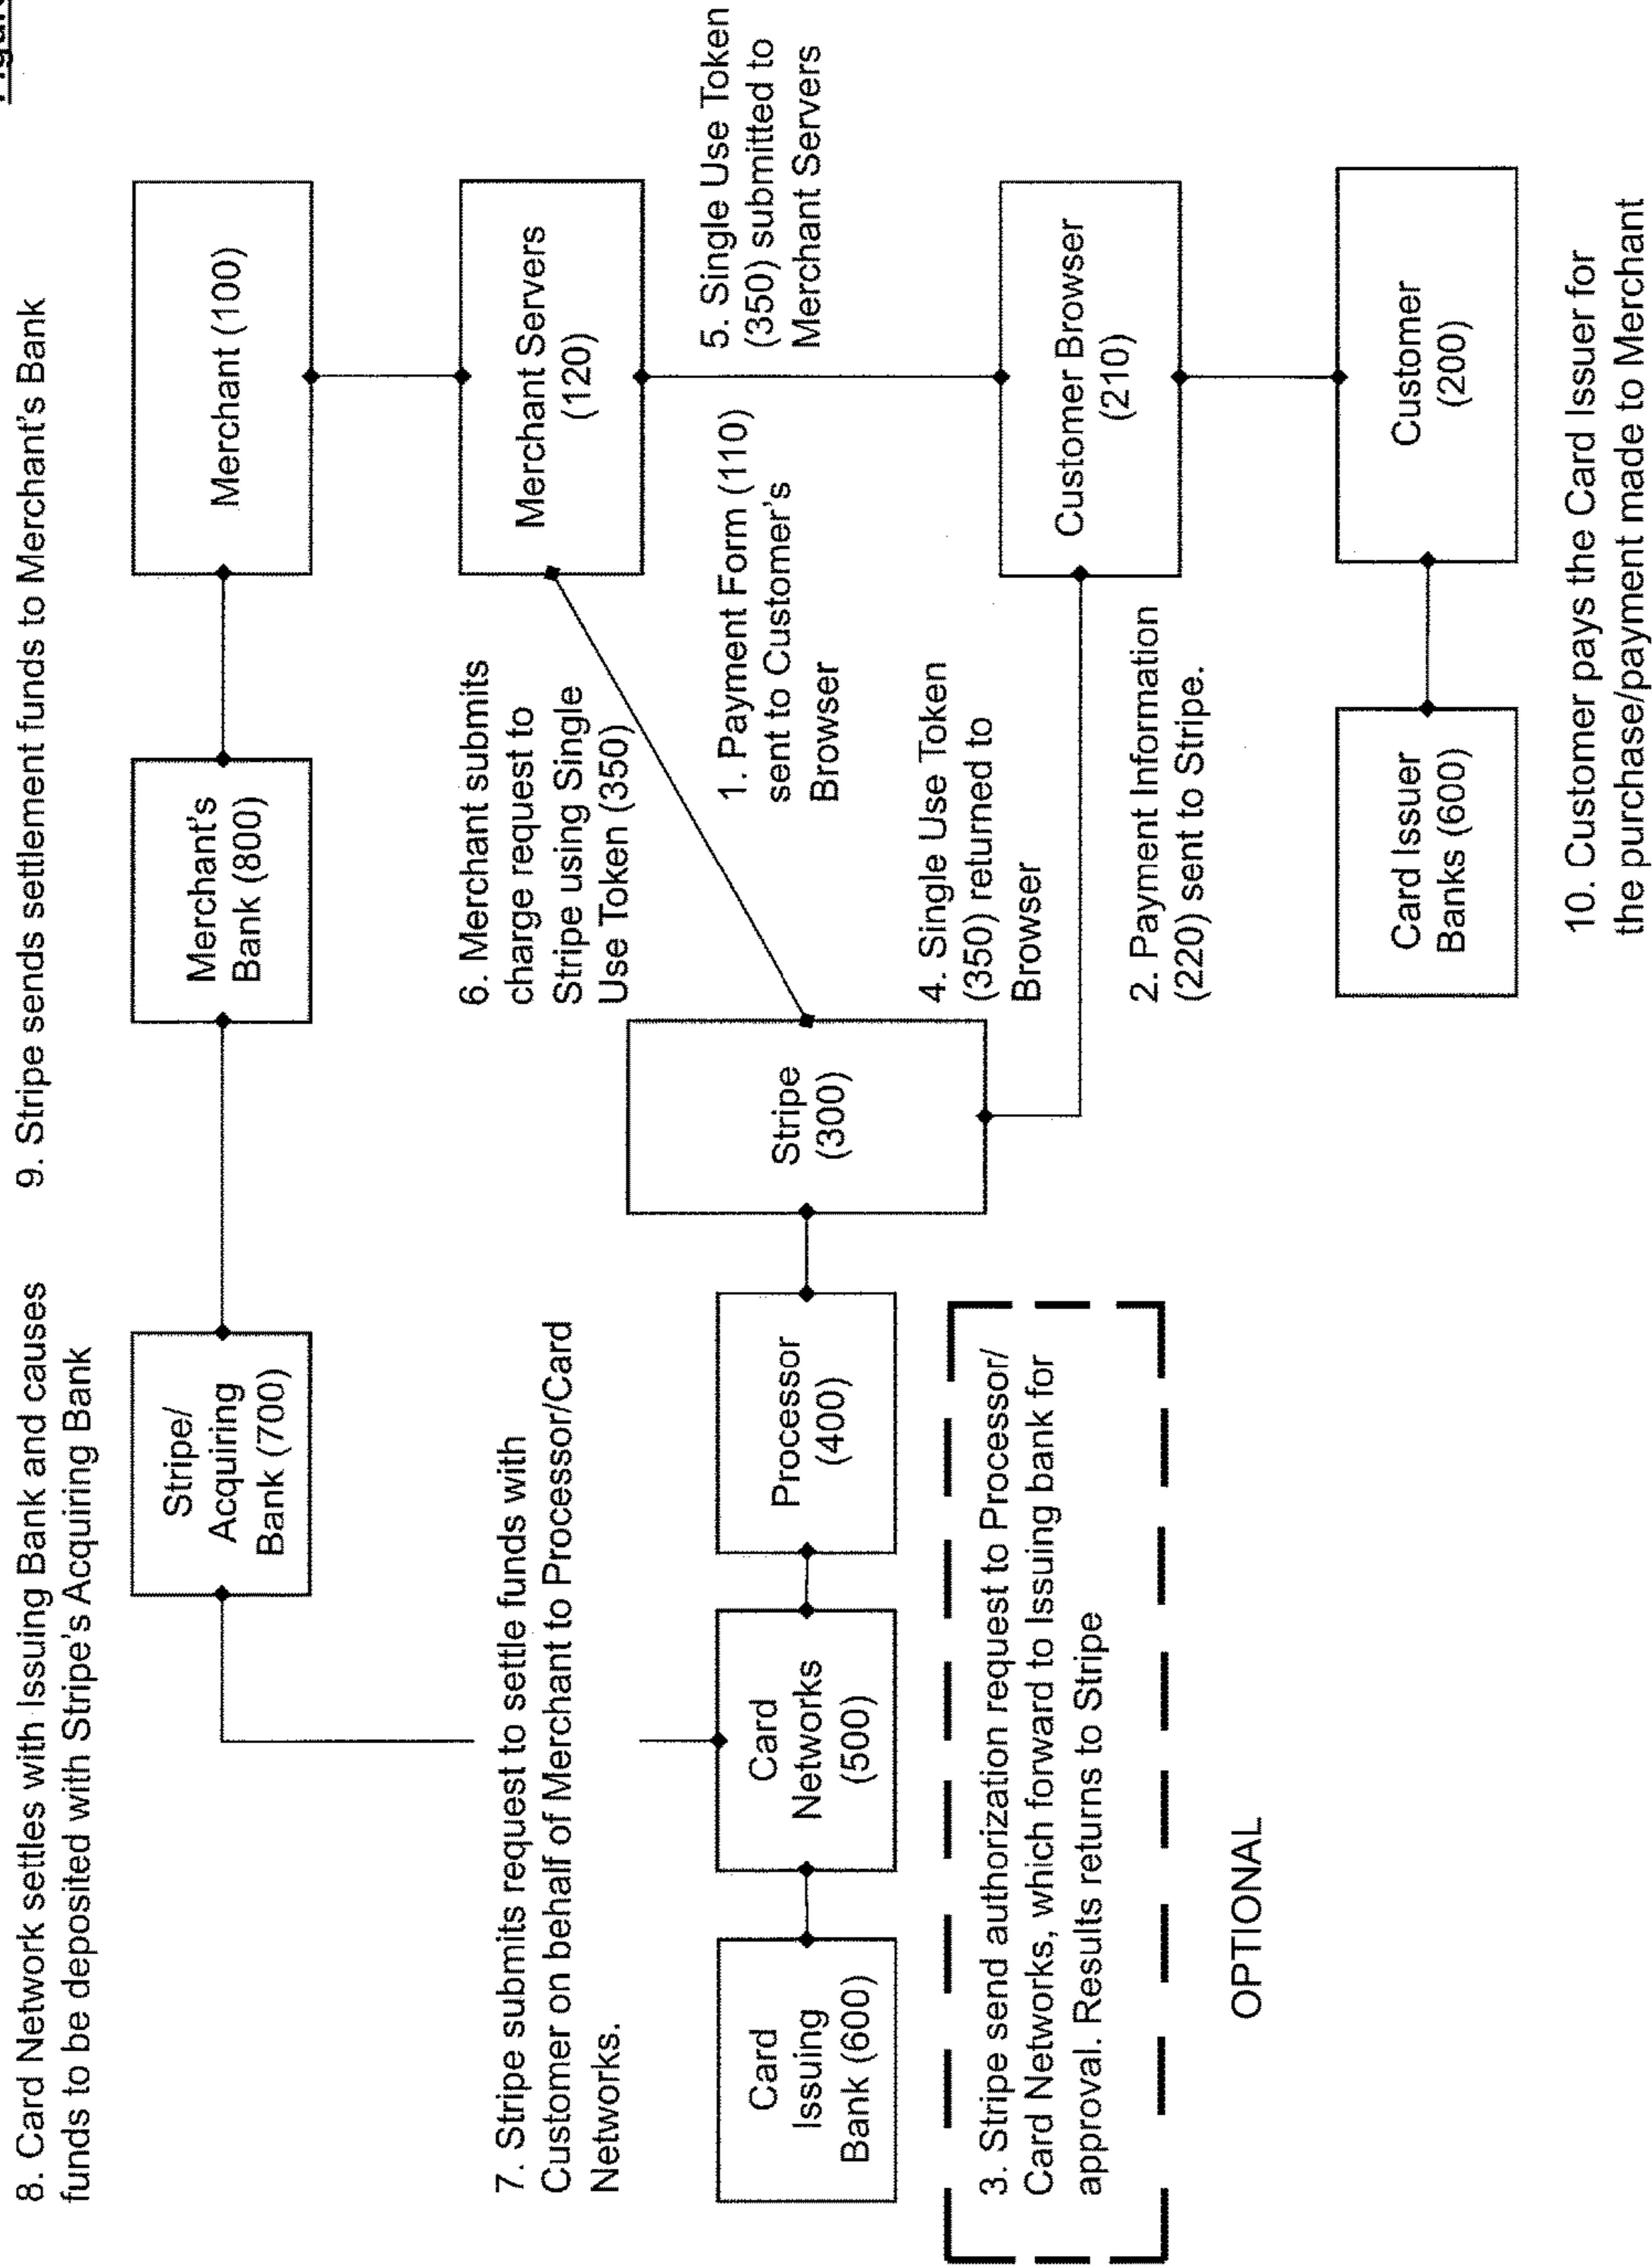 8. Card Network settles with Issuing Bank and causes
funds to be deposited with Stripe's Acquiring Bank
9. Stripe sends settlement funds to Merchant's Bank
Stripe/
Acquiring
Bank (700)
Merchant's
Bank (800)
Merchant (100)
7. Stripe submits request to settle funds with
Customer on behalf of Merchant to Processor/Card
Networks.
6. Merchant submits
charge request to
Stripe using Single
Use Token (350)
Merchant Servers
(120)
1. Payment Form (110)
sent to Customer's
Browser
5. Single Use Token
(350) submitted to
Merchant Servers
Card
Issuing
Bank (600)
Card
Networks
(500)
Processor
(400)
Stripe
(300)
4. Single Use Token
(350) returned to
Browser
Customer Browser
(210)
3. Stripe send authorization request to Processor/
Card Networks, which forward to Issuing bank for
approval. Results returns to Stripe
OPTIONAL
2. Payment Information
(220) sent to Stripe.
Card Issuer
Banks (600)
Customer
(200)
10. Customer pays the Card Issuer for
the purchase/payment made to Merchant